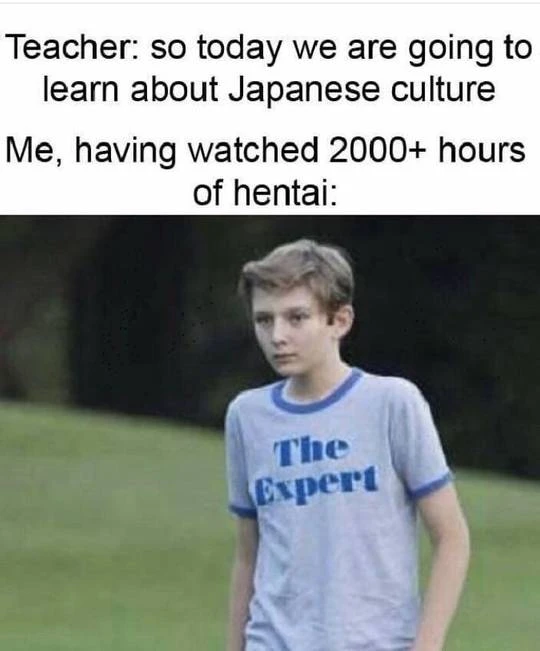 Teacher: so today we are going to
learn about Japanese culture
Me, having watched 2000+ hours
of hentai:
The
Expert